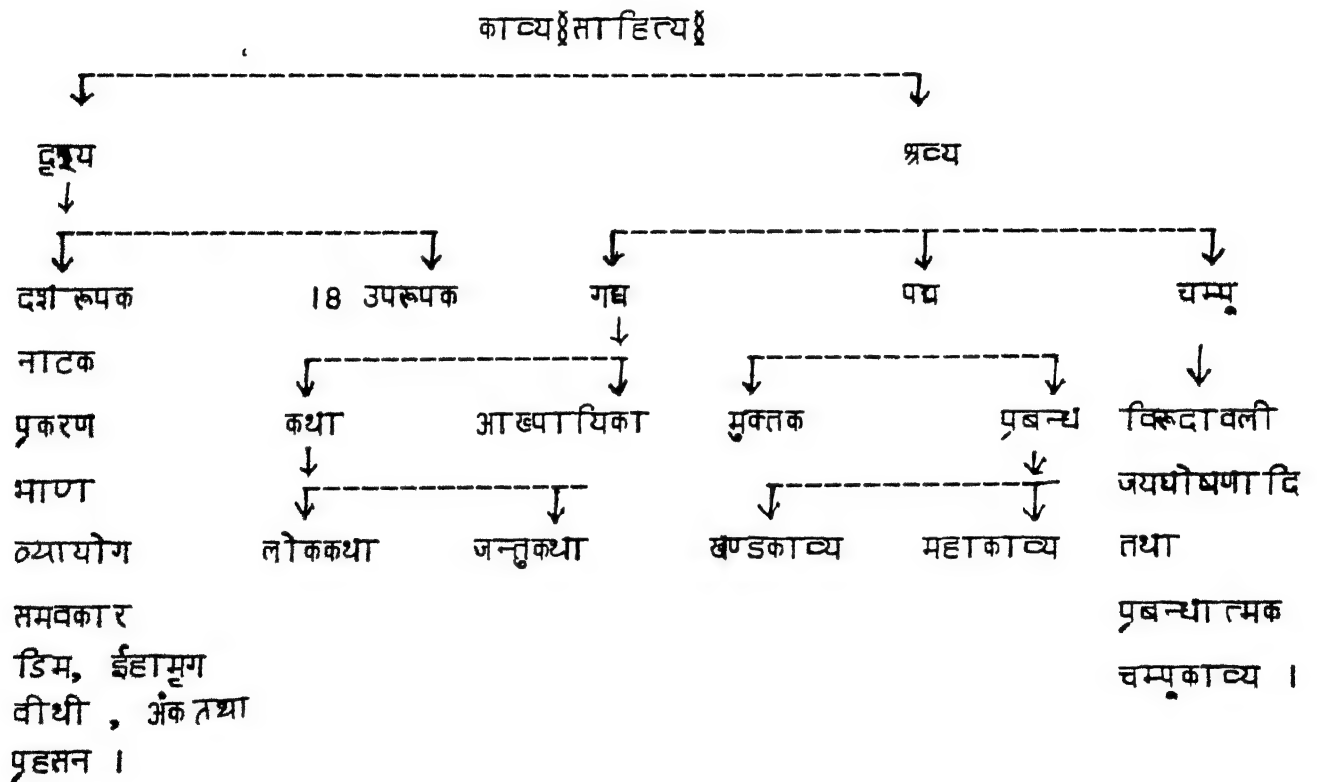 काव्य(साहित्य)
दृश्य श्रव्य
दश रूपक 18 उपरूपक गद्य पद्य चम्पू
नाटक
प्रकरण कथा आख्यायिका मुक्तक प्रबन्ध विरूदावली
भाण जयघोषणादि
व्यायोग लोककथा जन्तुकथा खण्डकाव्य महाकाव्य तथा
समवकार प्रबन्धात्मक
डिम, ईहामृग चम्पूकाव्य ।
वीथी , अंक तथा
प्रहसन ।